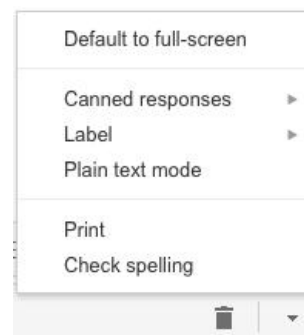 Default to full-screen
Canned responses
Label
Plain text mode
Print
Check spelling